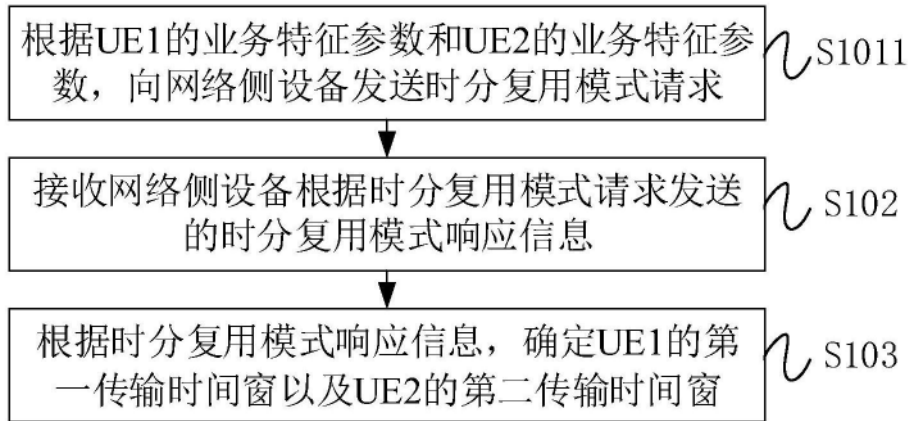 根据UE1的业务特征参数和UE2的业务特征参
数，向网络侧设备发送时分复用模式请求
S1011
接收网络侧设备根据时分复用模式请求发送
的时分复用模式响应信息
S102
根据时分复用模式响应信息，确定UE1的第
一传输时间窗以及UE2的第二传输时间窗
S103